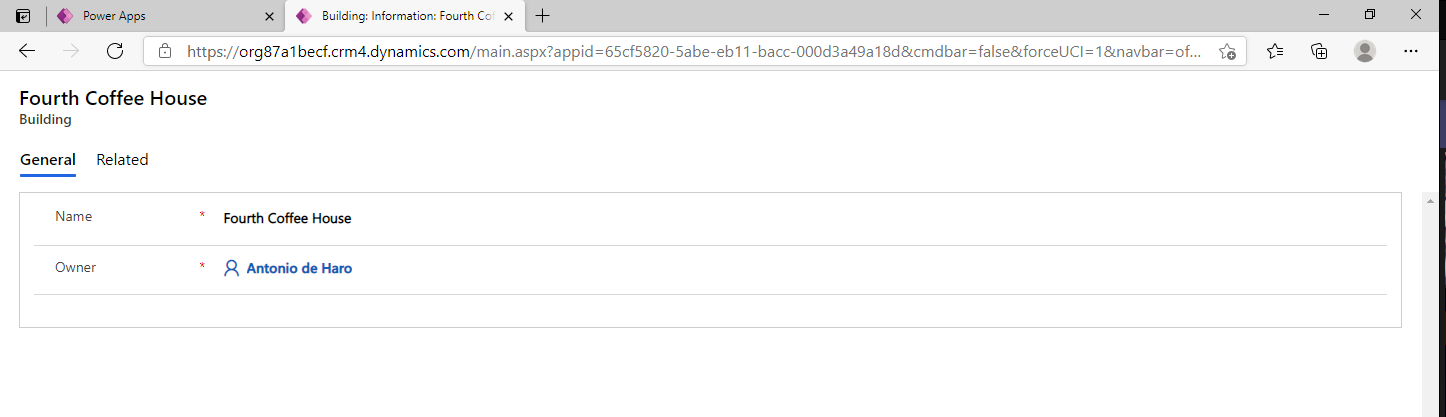 Power Apps
Building: Information: Fourth Cof
https://org87a1becf.crm4.dynamics.com/main.aspx?appid=65cf5820-5abe-eb11-bacc-000d3a49a18d&cmdbar=false&forceUCI=1&navbar=of...
Fourth Coffee House
Building
General Related
Name * Fourth Coffee House
Owner * Antonio de Haro